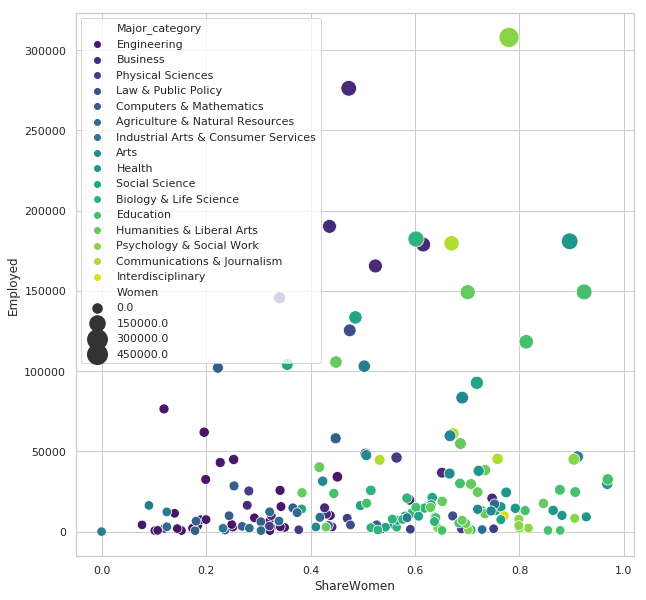 Major_category
Engineering
Business
Physical Sciences
Law & Public Policy
Computers & Mathematics
Agriculture & Natural Resources
Industrial Arts & Consumer Services
Arts
Health
Social Science
Biology & Life Science
Education
Humanities & Liberal Arts
Psychology & Social Work
Communications & Journalism
Interdisciplinary
Women
0.0
150000.0
300000.0
450000.0
Employed
300000
250000
200000
150000
100000
50000
0
0.0 0.2 0.4 0.6 0.8 1.0
ShareWomen